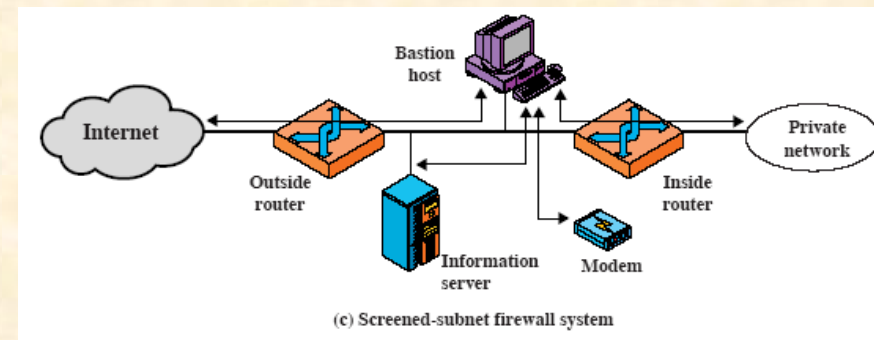 Bastion
host
Internet
Private
network
Outside
router
Inside
router
Information
server
Modem
(c) Screened-subnet firewall system